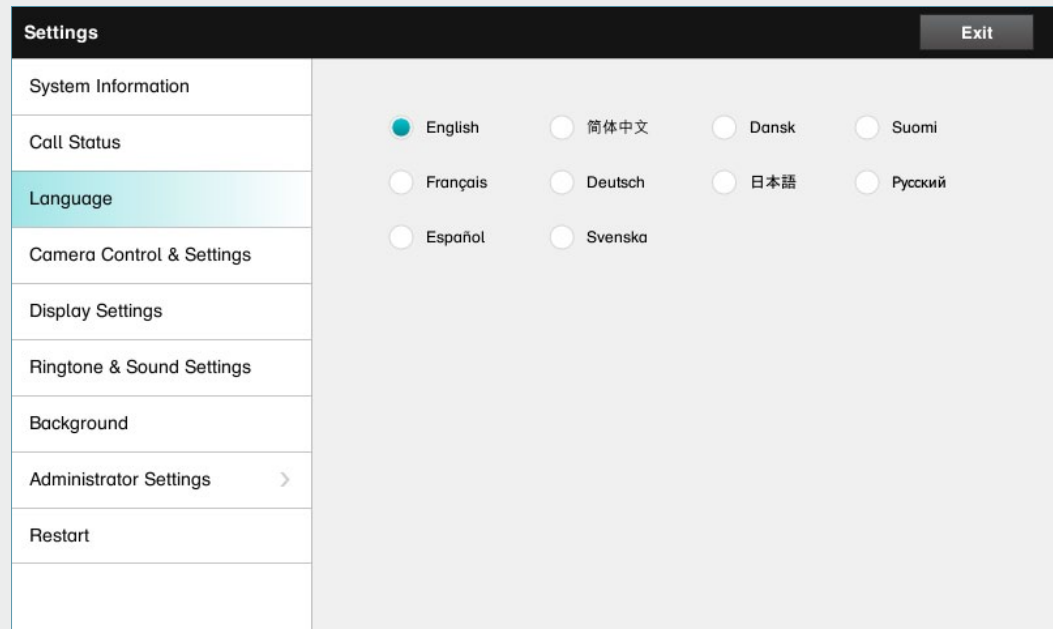 Settings
Exit
System Information
Call Status
Language
Camera Control & Settings
Display Settings
Ringtone & Sound Settings
Background
Administrator Settings
Restart
English 简体中文 Dansk Suomi
Français Deutsch 日本語 Русский
Español Svenska